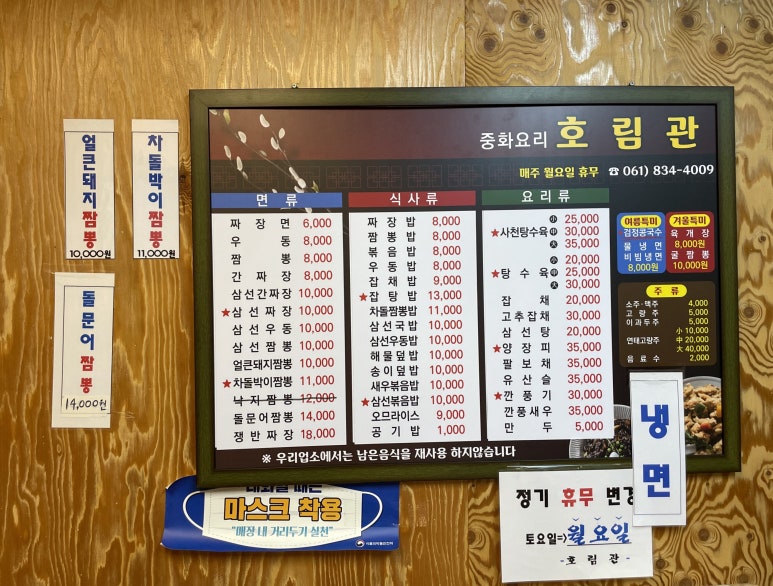 얼큰돼지짬뽕
10,000원
차돌박이짬뽕
11,000원
돌문어짬뽕
14,000원
중화요리 호림관
매주 월요일 휴무 ☎ 061) 834-4009
면류
짜장면 6,000
우동 8,000
짬뽕 8,000
간짜장 8,000
삼선간짜장 10,000
★삼선짜장 10,000
삼선우동 10,000
삼선짬뽕 10,000
얼큰돼지짬뽕 10,000
★차돌박이짬뽕 11,000
낙지짬뽕 12,000
돌문어짬뽕 14,000
쟁반짜장 18,000
식사류
짜장밥 8,000
짬뽕밥 8,000
볶음밥 8,000
우동밥 8,000
잡채밥 9,000
★잡탕밥 13,000
차돌짬뽕밥 11,000
삼선국밥 10,000
삼선우동밥 10,000
해물덮밥 10,000
송이덮밥 10,000
새우볶음밥 10,000
★삼선볶음밥 10,000
오므라이스 9,000
공기밥 1,000
요리류
★사천탕수육 小 25,000
中 30,000
大 35,000
★탕수육 小 20,000
中 25,000
大 30,000
잡채 20,000
고추잡채 30,000
삼선탕 20,000
★양장피 35,000
팔보채 35,000
유산슬 35,000
★깐풍기 30,000
깐풍새우 35,000
만두 5,000
여름특미
검정콩국수
물냉면
비빔냉면
8,000원
겨울특미
육개장
8,000원
굴짬뽕
10,000원
주류
소주·맥주 4,000
고량주 5,000
이과두주 5,000
연태고량주 小 10,000
中 20,000
大 40,000
음료수 2,000
※ 우리업소에서는 남은음식을 재사용 하지않습니다
냉면
마스크 착용
"매장 내 거리두기 실천"
정기 휴무 변경
토요일=>월요일
-호림관-